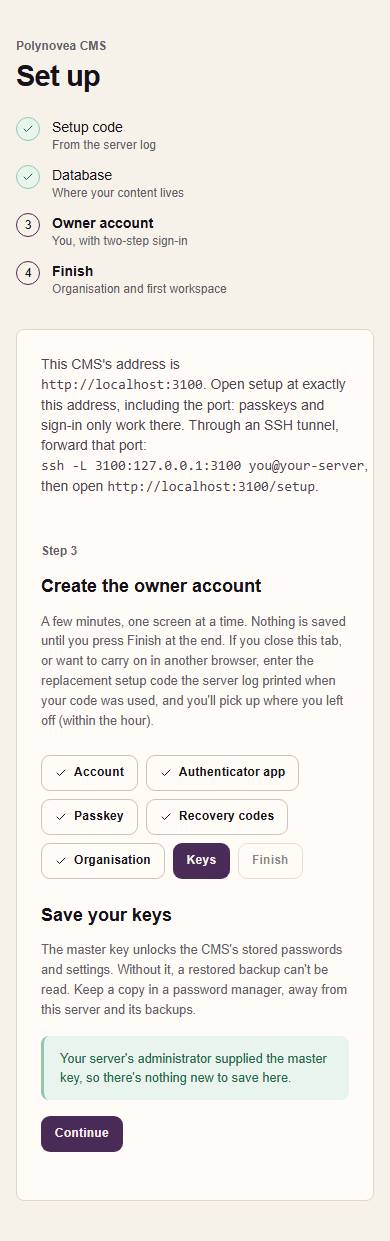 Polynovea CMS
Set up
Setup code
From the server log
Database
Where your content lives
3
Owner account
You, with two-step sign-in
4
Finish
Organisation and first workspace
This CMS's address is
http://localhost:3100. Open setup at exactly
this address, including the port: passkeys and
sign-in only work there. Through an SSH tunnel,
forward that port:
ssh -L 3100:127.0.0.1:3100 you@your-server,
then open http://localhost:3100/setup.
Step 3
Create the owner account
A few minutes, one screen at a time. Nothing is saved
until you press Finish at the end. If you close this tab,
or want to carry on in another browser, enter the
replacement setup code the server log printed when
your code was used, and you'll pick up where you left
off (within the hour).
Account
Authenticator app
Passkey
Recovery codes
Organisation
Keys
Finish
Save your keys
The master key unlocks the CMS's stored passwords
and settings. Without it, a restored backup can't be
read. Keep a copy in a password manager, away from
this server and its backups.
Your server's administrator supplied the master
key, so there's nothing new to save here.
Continue